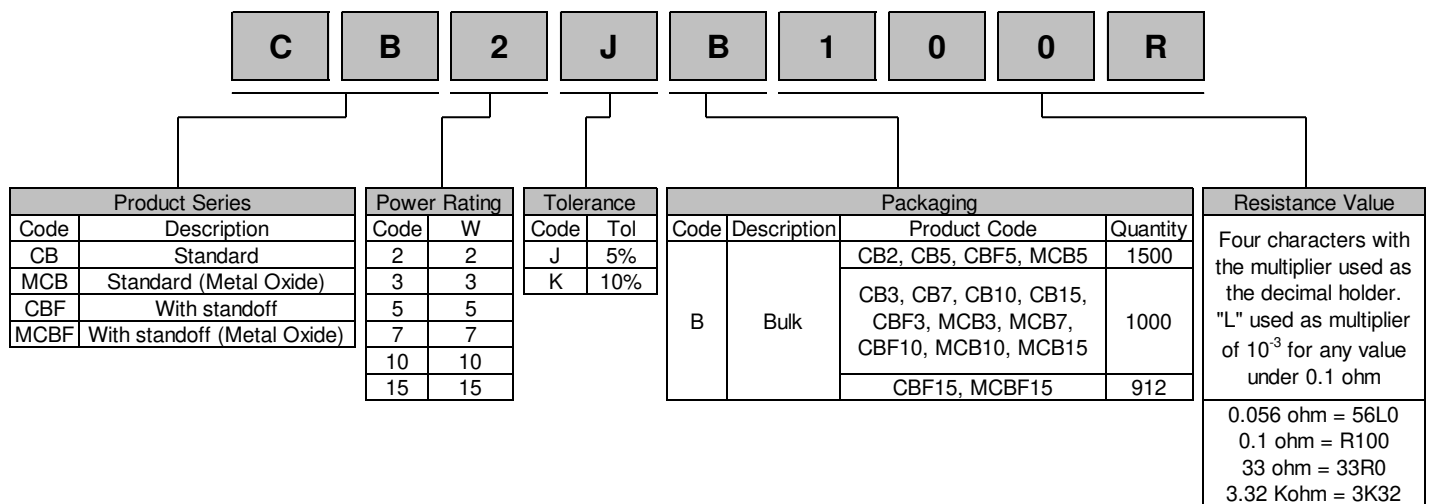 C B 2 J B 1 0 0 R
Product Series
Code Description
CB Standard
MCB Standard (Metal Oxide)
CBF With standoff
MCBF With standoff (Metal Oxide)
Power Rating
Code W
2 2
3 3
5 5
7 7
10 10
15 15
Tolerance
Code Tol
J 5%
K 10%
Packaging
Code Description Product Code Quantity
B Bulk
CB2, CB5, CBF5, MCB5 1500
CB3, CB7, CB10, CB15,
CBF3, MCB3, MCB7,
CBF10, MCB10, MCB15
1000
CBF15, MCBF15 912
Resistance Value
Four characters with
the multiplier used as
the decimal holder.
"L" used as multiplier
of 10⁻³ for any value
under 0.1 ohm
0.056 ohm = 56L0
0.1 ohm = R100
33 ohm = 33R0
3.32 Kohm = 3K32